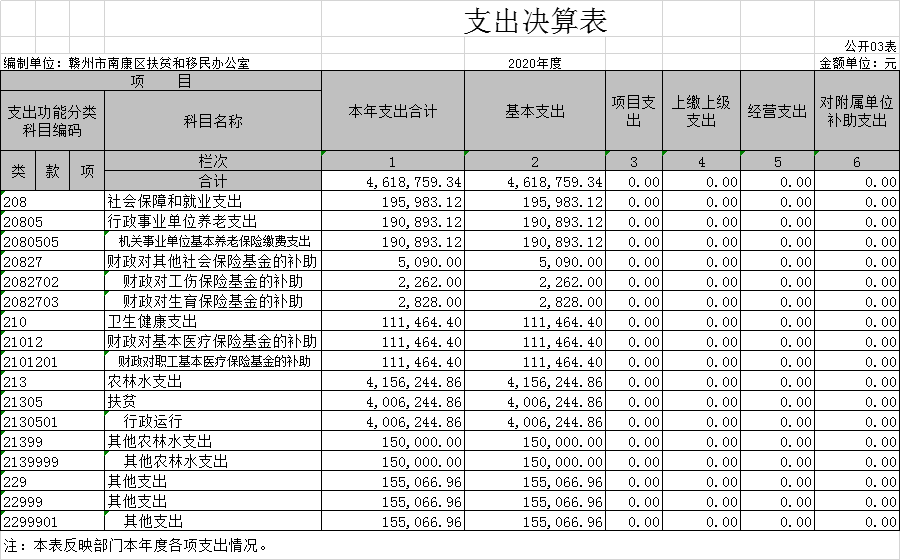 支出决算表
公开03表
编制单位：赣州市南康区扶贫和移民办公室 2020年度 金额单位：元
项 目 本年支出合计 基本支出 项目支出 上缴上级支出 经营支出 对附属单位补助支出
支出功能分类科目编码 科目名称
类 款 项 栏次 1 2 3 4 5 6
合计 4,618,759.34 4,618,759.34 0.00 0.00 0.00 0.00
208 社会保障和就业支出 195,983.12 195,983.12 0.00 0.00 0.00 0.00
20805 行政事业单位养老支出 190,893.12 190,893.12 0.00 0.00 0.00 0.00
2080505 机关事业单位基本养老保险缴费支出 190,893.12 190,893.12 0.00 0.00 0.00 0.00
20827 财政对其他社会保险基金的补助 5,090.00 5,090.00 0.00 0.00 0.00 0.00
2082702 财政对工伤保险基金的补助 2,262.00 2,262.00 0.00 0.00 0.00 0.00
2082703 财政对生育保险基金的补助 2,828.00 2,828.00 0.00 0.00 0.00 0.00
210 卫生健康支出 111,464.40 111,464.40 0.00 0.00 0.00 0.00
21012 财政对基本医疗保险基金的补助 111,464.40 111,464.40 0.00 0.00 0.00 0.00
2101201 财政对职工基本医疗保险基金的补助 111,464.40 111,464.40 0.00 0.00 0.00 0.00
213 农林水支出 4,156,244.86 4,156,244.86 0.00 0.00 0.00 0.00
21305 扶贫 4,006,244.86 4,006,244.86 0.00 0.00 0.00 0.00
2130501 行政运行 4,006,244.86 4,006,244.86 0.00 0.00 0.00 0.00
21399 其他农林水支出 150,000.00 150,000.00 0.00 0.00 0.00 0.00
2139999 其他农林水支出 150,000.00 150,000.00 0.00 0.00 0.00 0.00
229 其他支出 155,066.96 155,066.96 0.00 0.00 0.00 0.00
22999 其他支出 155,066.96 155,066.96 0.00 0.00 0.00 0.00
2299901 其他支出 155,066.96 155,066.96 0.00 0.00 0.00 0.00
注：本表反映部门本年度各项支出情况。